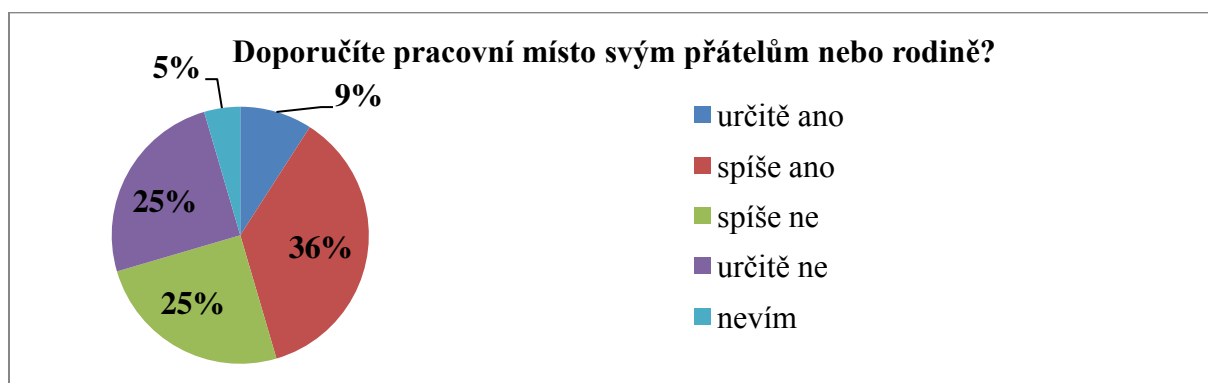 Doporučíte pracovní místo svým přátelům nebo rodině?
5%
9%
36%
25%
25%
určitě ano
spíše ano
spíše ne
určitě ne
nevím